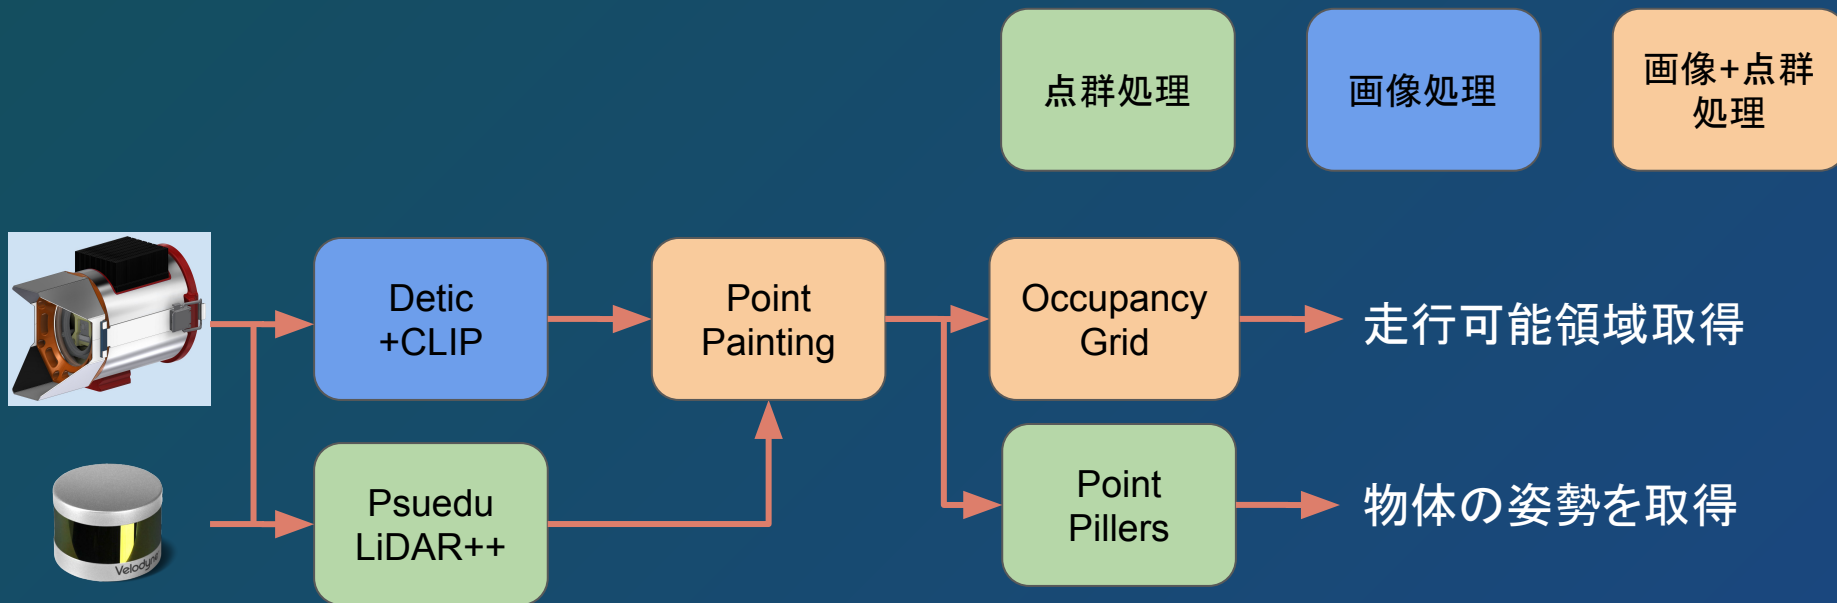 点群処理
画像処理
画像+点群
処理
Detic
+CLIP
Point
Painting
Occupancy
Grid
走行可能領域取得
Psuedu
LiDAR++
Point
Pillers
物体の姿勢を取得
Velodyne